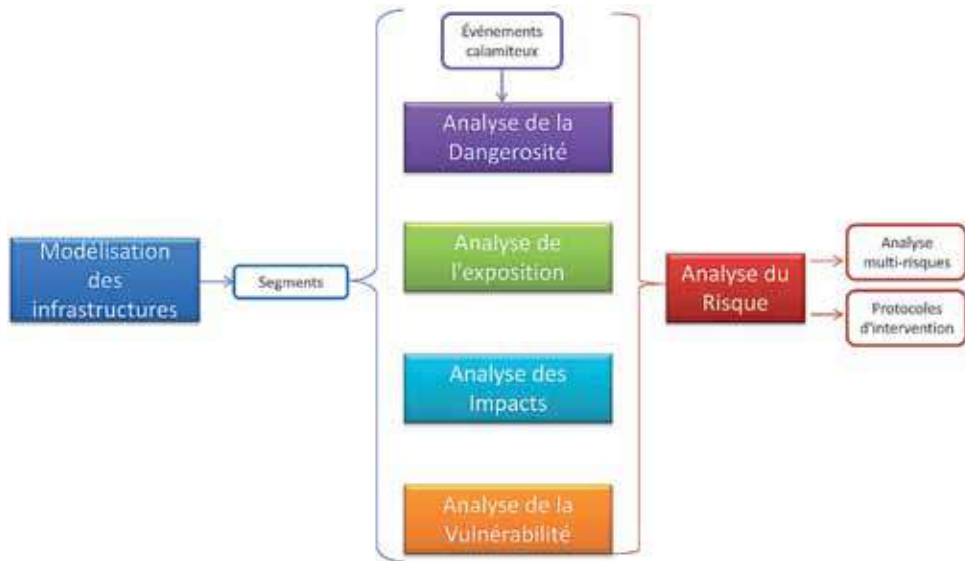 Événements
calamiteux
Analyse de la
Dangerosité
Modélisation
des
infrastructures
Segments
Analyse de
l'exposition
Analyse des
Impacts
Analyse de la
Vulnérabilité
Analyse du
Risque
Analyse
multi-risques
Protocoles
d'intervention